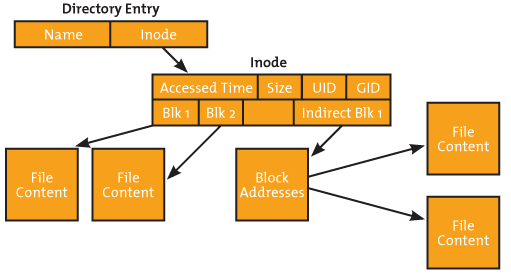 Directory Entry
Name Inode
Inode
Accessed Time Size UID GID
Blk 1 Blk 2 Indirect Blk 1
File
Content
File
Content
Block
Addresses
File
Content
File
Content